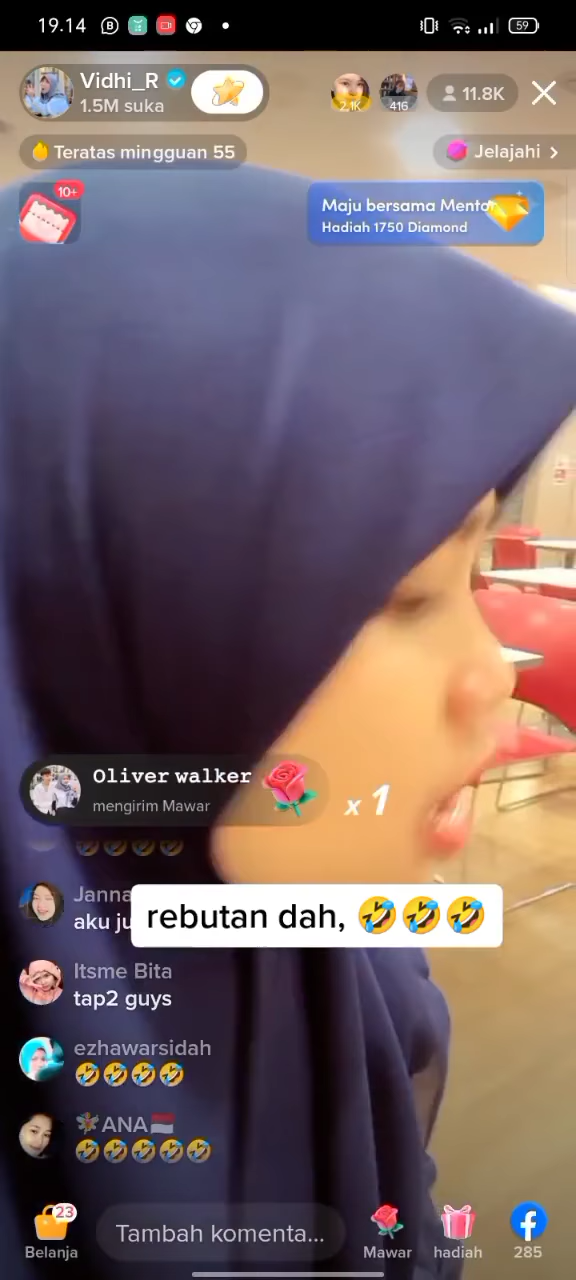 19.14
59
Vidhi_R
1.5M suka
2.1K
416
11.8K
Teratas mingguan 55
Jelajahi >
10+
Maju bersama Mentor
Hadiah 1750 Diamond
Oliver walker
mengirim Mawar
x 1
🤣🤣🤣🤣
Janna
aku ju
rebutan dah, 🤣🤣🤣
Itsme Bita
tap2 guys
ezhawarsidah
🤣🤣🤣🤣
🧚ANA🇮🇩
🤣🤣🤣🤣🤣
23
Belanja
Tambah komenta...
Mawar
hadiah
285